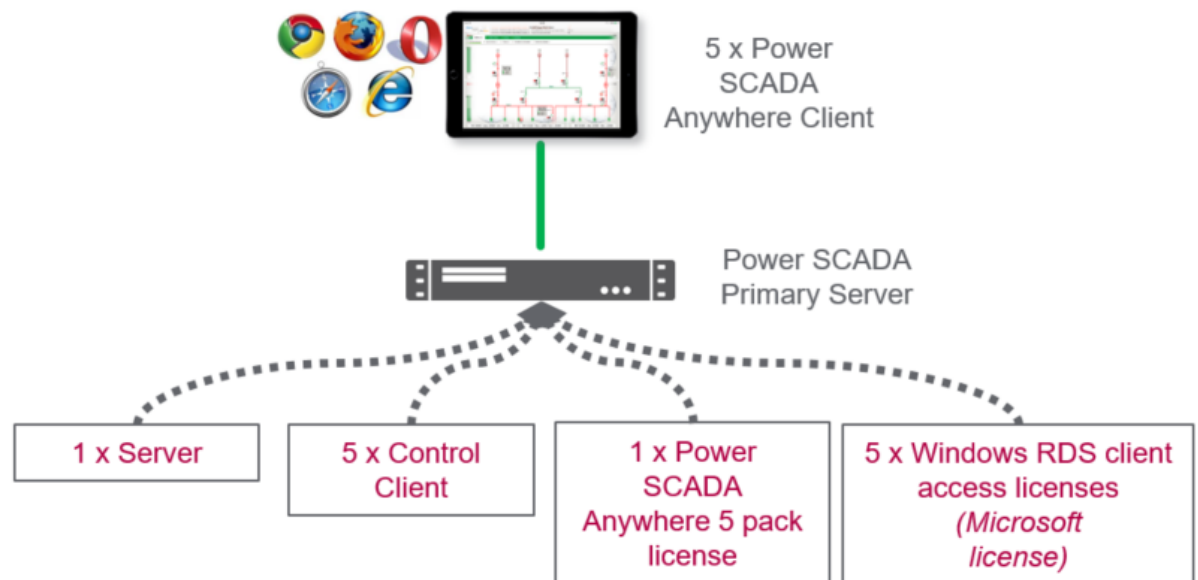 5 x Power
SCADA
Anywhere Client
Power SCADA
Primary Server
1 x Server
5 x Control
Client
1 x Power
SCADA
Anywhere 5 pack
license
5 x Windows RDS client
access licenses
(Microsoft
license)